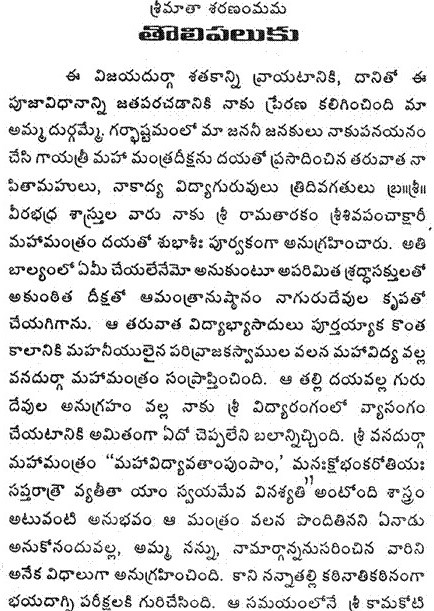 శ్రీమాతా శరణంమమ
తొలిపలుకు
ఈ విజయదుర్గా శతకాన్ని వ్రాయటానికి, దానితో ఈ
పూజావిధానాన్ని జతపరచడానికి నాకు ప్రేరణ కలిగించింది మా
అమ్మ దుర్గమ్మే. గర్భాష్టమంలో మా జననీ జనకులు నాకుపనయనం
చేసి గాయత్రీ మహా మంత్రదీక్షను దయతో ప్రసాదించిన తరువాత నా
పితామహులు, నాకాద్య విద్యాగురువులు త్రిదివగతులు బ్ర॥శ్రీ॥
వీరభద్ర శాస్త్రుల వారు నాకు శ్రీ రామతారకం శ్రీశివపంచాక్షారీ
మహామంత్రం దయతో శుభాశీః పూర్వకంగా అనుగ్రహించారు. అతి
బాల్యంలో ఏమీ చేయలేనేమో అనుకుంటూ అపరిమిత శ్రద్ధాసక్తులతో
అకుంఠిత దీక్షతో ఆమంత్రానుష్ఠానం నాగురుదేవుల కృపతో
చేయగిగాను. ఆ తరువాత విద్యాభ్యాసాదులు పూర్తయ్యాక కొంత
కాలానికి మహనీయులైన పరివ్రాజకస్వాముల వలన మహావిద్య వల్ల
వనదుర్గా మహామంత్రం సంప్రాప్తించింది. ఆ తల్లి దయవల్ల గురు
దేవుల అనుగ్రహం వల్ల నాకు శ్రీ విద్యారంగంలో వ్యాసంగం
చేయటానికి అమితంగా ఏదో చెప్పలేని బలాన్నిచ్చింది. శ్రీ వనదుర్గా
మహామంత్రం "మహావిద్యావతాంపుంసాం,' మనఃక్షోభంకరోతియః
సప్తరాత్రౌ వ్యతీతా యాం స్వయమేవ వినశ్యతి" అంటోంది శాస్త్రం
అటువంటి అనుభవం ఆ మంత్రం వలన పొందితినని ఏనాడు
అనుకోనందువల్ల, అమ్మ నన్ను, నామార్గాన్ననుసరించిన వారిని
అనేక విధాలుగా అనుగ్రహించింది. కాని నన్నాతల్లి కఠినాతికఠినంగా
భయదాగ్ని పరీక్షలకి గురిచేసింది. ఆ సమయంలోనే శ్రీ కామకోటి